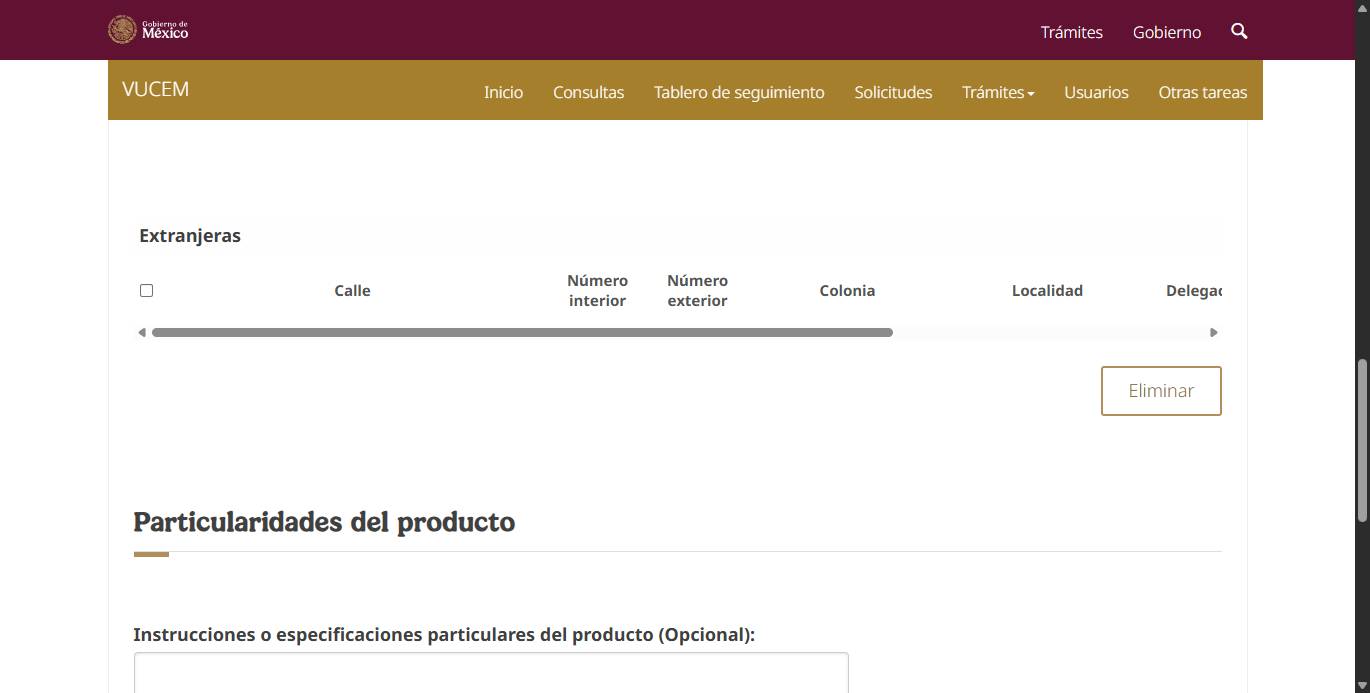 Gobierno de
México
Trámites Gobierno
VUCEM
Inicio Consultas Tablero de seguimiento Solicitudes Trámites Usuarios Otras tareas
Extranjeras
Calle Número interior Número exterior Colonia Localidad Delegac
Eliminar
Particularidades del producto
Instrucciones o especificaciones particulares del producto (Opcional):